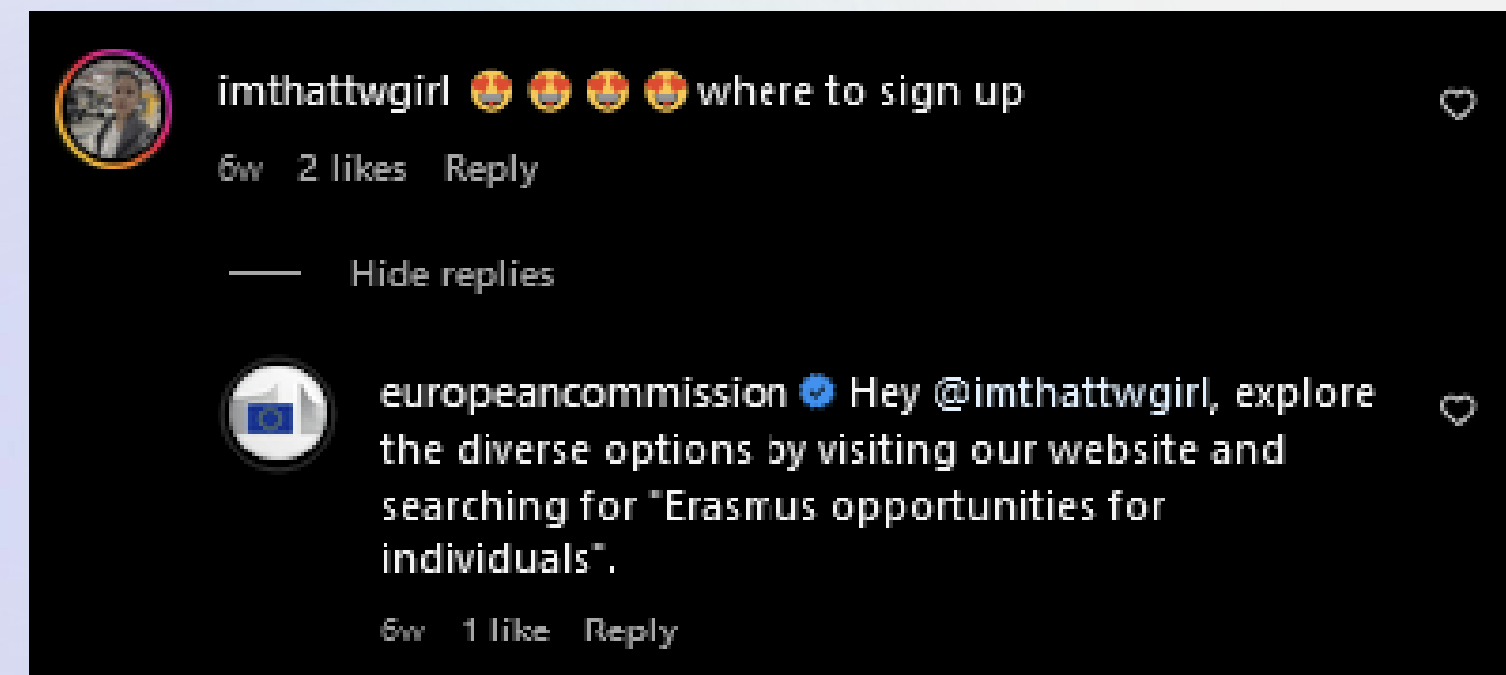 imthattwgirl 😍 😍 😍 😍 where to sign up
6w 2 likes Reply
Hide replies
europeancommission Hey @imthattwgirl, explore
the diverse options by visiting our website and
searching for "Erasmus opportunities for
individuals".
6w 1 like Reply